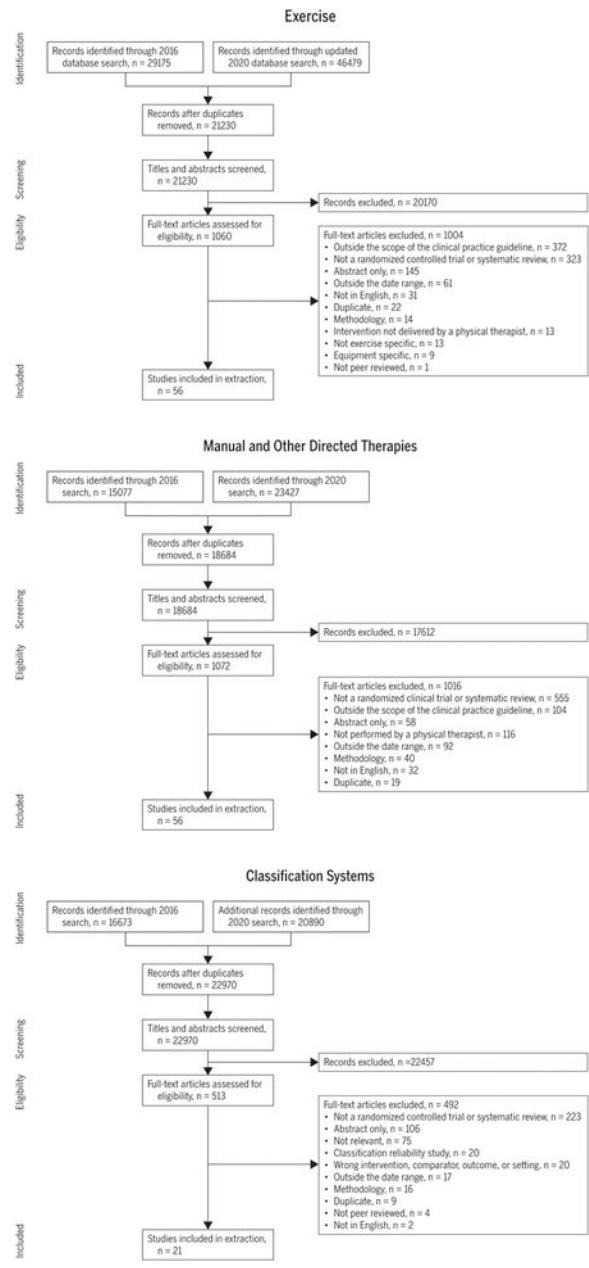 Exercise
Identification
Records identified through 2016
database search, n = 29175
Records identified through updated
2020 database search, n = 46479
Records after duplicates
removed, n = 21230
Screening
Titles and abstracts screened,
n = 21230
Records excluded, n = 20170
Eligibility
Full-text articles assessed for
eligibility, n = 1060
Full-text articles excluded, n = 1004
• Outside the scope of the clinical practice guideline, n = 372
• Not a randomized controlled trial or systematic review, n = 323
• Abstract only, n = 145
• Outside the date range, n = 61
• Not in English, n = 31
• Duplicate, n = 22
• Methodology, n = 14
• Intervention not delivered by a physical therapist, n = 13
• Not exercise specific, n = 13
• Equipment specific, n = 9
• Not peer reviewed, n = 1
Included
Studies included in extraction,
n = 56
Manual and Other Directed Therapies
Identification
Records identified through 2016
search, n = 15077
Records identified through 2020
search, n = 23427
Records after duplicates
removed, n = 18684
Screening
Titles and abstracts screened,
n = 18684
Records excluded, n = 17612
Eligibility
Full-text articles assessed for
eligibility, n = 1072
Full-text articles excluded, n = 1016
• Not a randomized clinical trial or systematic review, n = 555
• Outside the scope of the clinical practice guideline, n = 104
• Abstract only, n = 58
• Not performed by a physical therapist, n = 116
• Outside the date range, n = 92
• Methodology, n = 40
• Not in English, n = 32
• Duplicate, n = 19
Included
Studies included in extraction,
n = 56
Classification Systems
Identification
Records identified through 2016
search, n = 16673
Additional records identified through
2020 search, n = 20890
Records after duplicates
removed, n = 22970
Screening
Titles and abstracts screened,
n = 22970
Records excluded, n =22457
Eligibility
Full-text articles assessed for
eligibility, n = 513
Full-text articles excluded, n = 492
• Not a randomized controlled trial or systematic review, n = 223
• Abstract only, n = 106
• Not relevant, n = 75
• Classification reliability study, n = 20
• Wrong intervention, comparator, outcome, or setting, n = 20
• Outside the date range, n = 17
• Methodology, n = 16
• Duplicate, n = 9
• Not peer reviewed, n = 4
• Not in English, n = 2
Included
Studies included in extraction,
n = 21